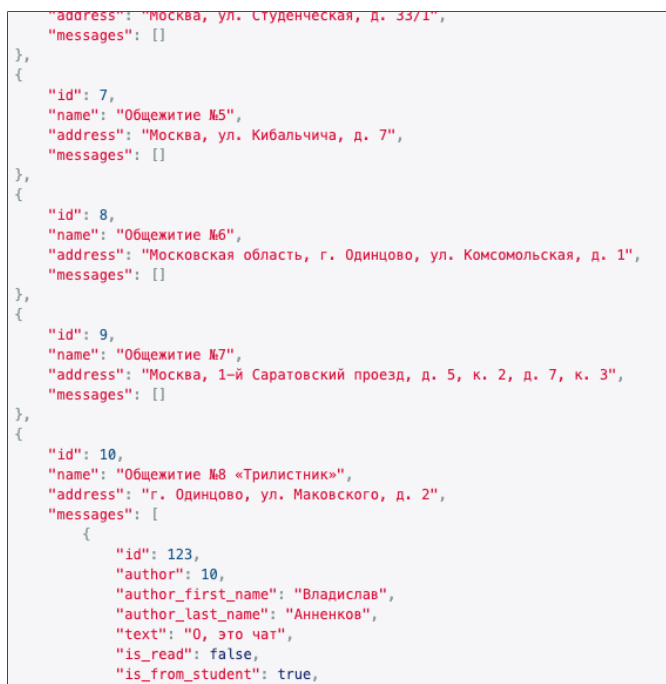 "address": "Москва, ул. Студенческая, д. 33/1",
"messages": []
},
{
"id": 7,
"name": "Общежитие №5",
"address": "Москва, ул. Кибальчича, д. 7",
"messages": []
},
{
"id": 8,
"name": "Общежитие №6",
"address": "Московская область, г. Одинцово, ул. Комсомольская, д. 1",
"messages": []
},
{
"id": 9,
"name": "Общежитие №7",
"address": "Москва, 1-й Саратовский проезд, д. 5, к. 2, д. 7, к. 3",
"messages": []
},
{
"id": 10,
"name": "Общежитие №8 «Трилистник»",
"address": "г. Одинцово, ул. Маковского, д. 2",
"messages": [
{
"id": 123,
"author": 10,
"author_first_name": "Владислав",
"author_last_name": "Анненков",
"text": "О, это чат",
"is_read": false,
"is_from_student": true,